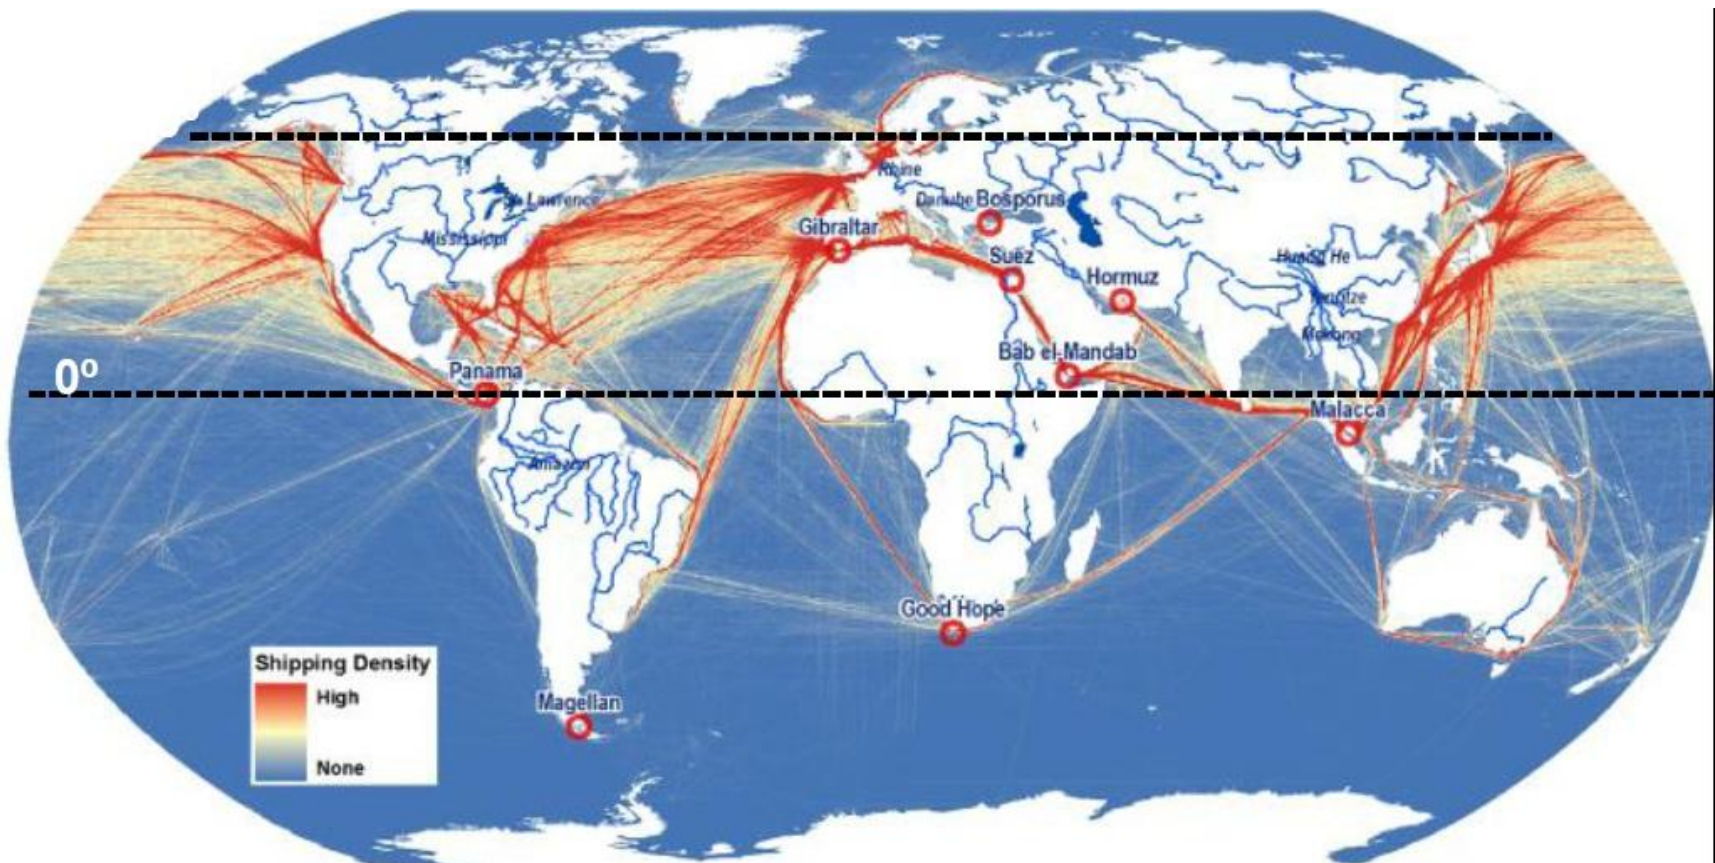 Rhine
St Lawrence
Danube
Bosporus
Gibraltar
Mississippi
Suez
Huang He
Hormuz
Yangtze
Mekong
Bab el-Mandab
Panama
0º
Malacca
Amazon
Good Hope
Shipping Density
High
None
Magellan